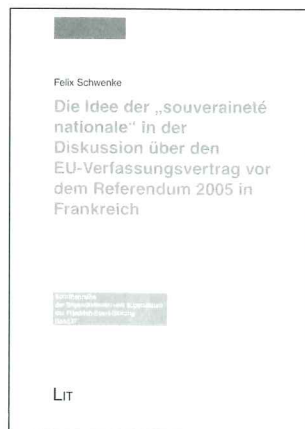 Felix Schwenke
Die Idee der „souveraineté
nationale“ in der
Diskussion über den
EU-Verfassungsvertrag vor
dem Referendum 2005 in
Frankreich
LIT